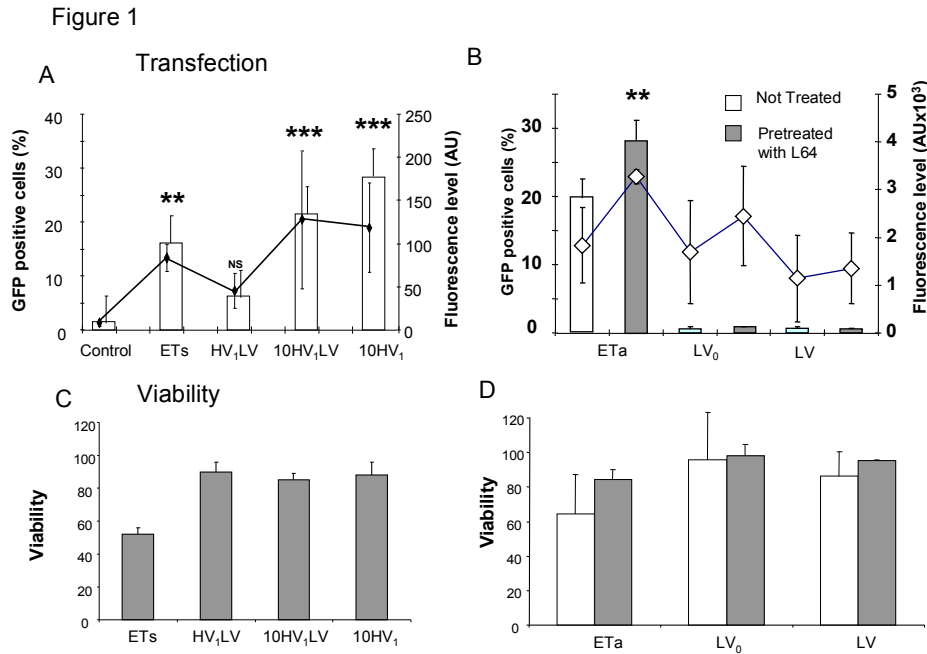 Figure 1
A
Transfection
GFP positive cells (%)
40
30
20
10
0
**
NS
***
***
250
200
150
100
50
0
Fluorescence level (AU)
Control
ETs
HV₁LV
10HV₁LV
10HV₁
B
GFP positive cells (%)
30
20
10
0
**
Not Treated
Pretreated
with L64
5
4
3
2
1
0
Fluorescence level (AUx10³)
ETa
LV₀
LV
C
Viability
Viability
120
100
80
60
40
20
0
ETs
HV₁LV
10HV₁LV
10HV₁
D
Viability
120
100
80
60
40
20
0
ETa
LV₀
LV